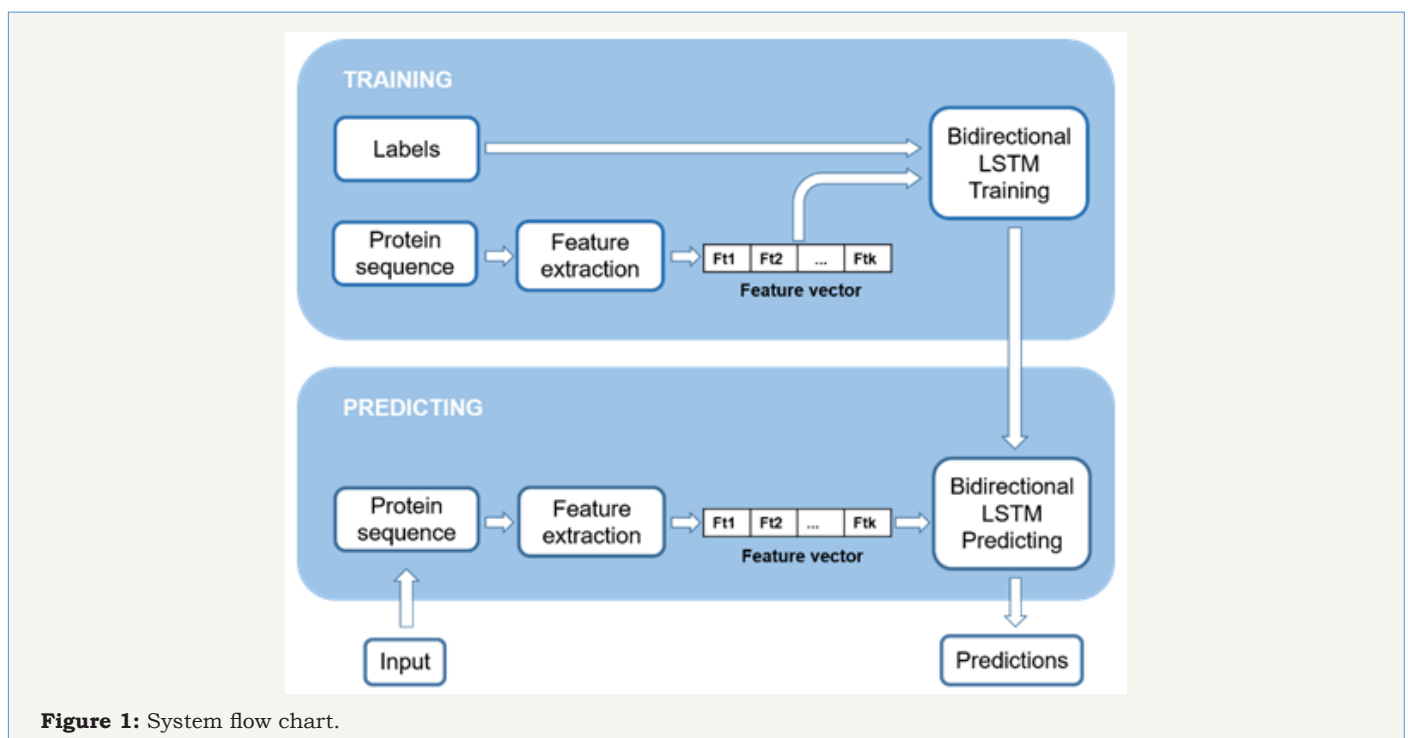 TRAINING
Labels
Bidirectional
LSTM
Training
Protein
sequence
Feature
extraction
Ft1 Ft2 ... Ftk
Feature vector
PREDICTING
Protein
sequence
Feature
extraction
Ft1 Ft2 ... Ftk
Feature vector
Bidirectional
LSTM
Predicting
Input
Predictions
Figure 1: System flow chart.